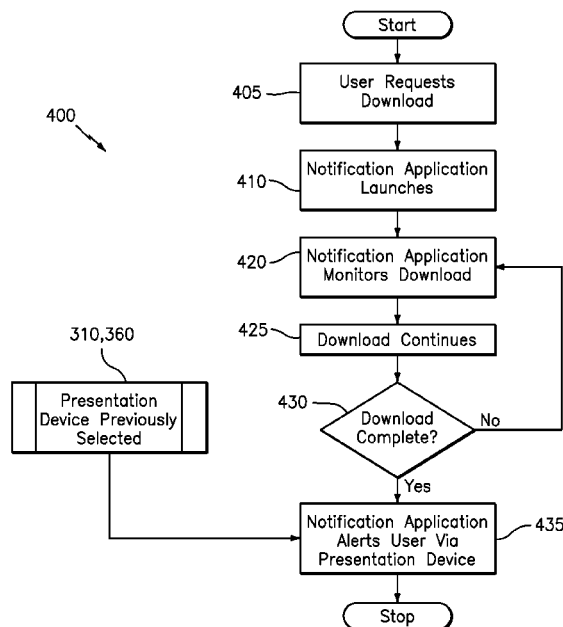 Start
405
User Requests
Download
400
410
Notification Application
Launches
420
Notification Application
Monitors Download
425
Download Continues
310,360
Presentation
Device Previously
Selected
430
Download
Complete?
No
Yes
Notification Application
Alerts User Via
Presentation Device
435
Stop